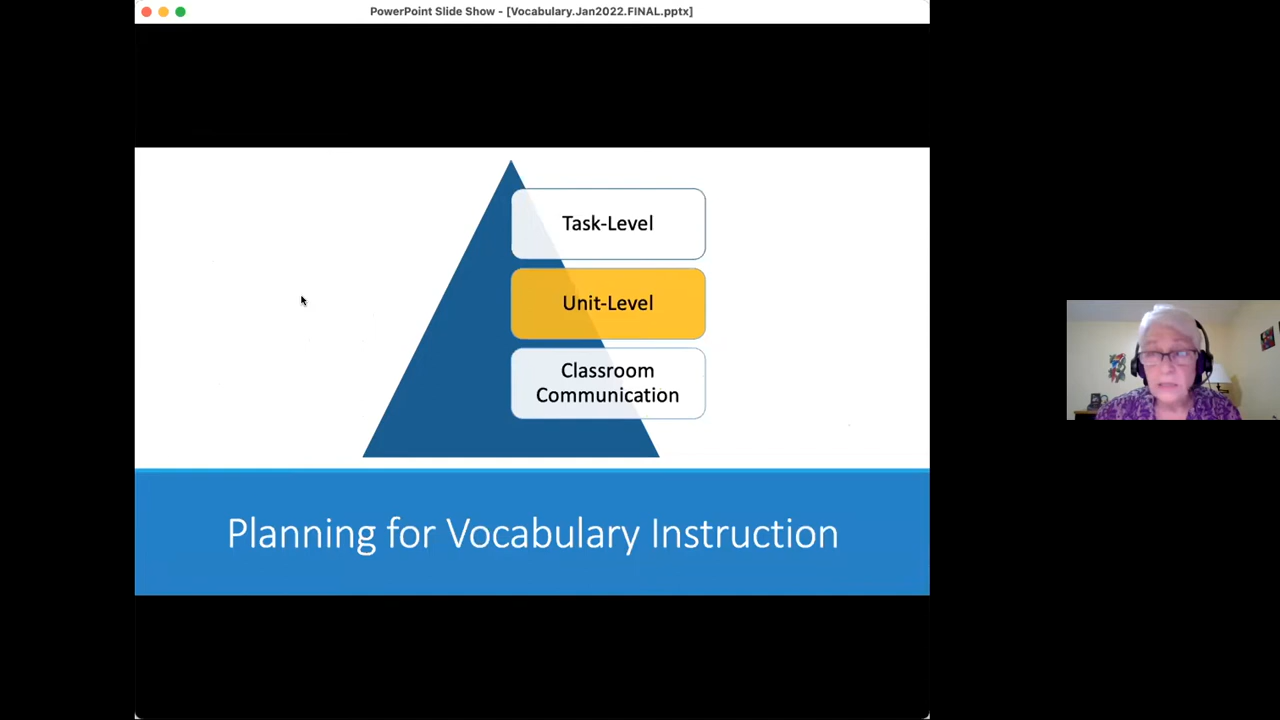 PowerPoint Slide Show - [Vocabulary.Jan2022.FINAL.pptx]
Task-Level
Unit-Level
Classroom
Communication
Planning for Vocabulary Instruction